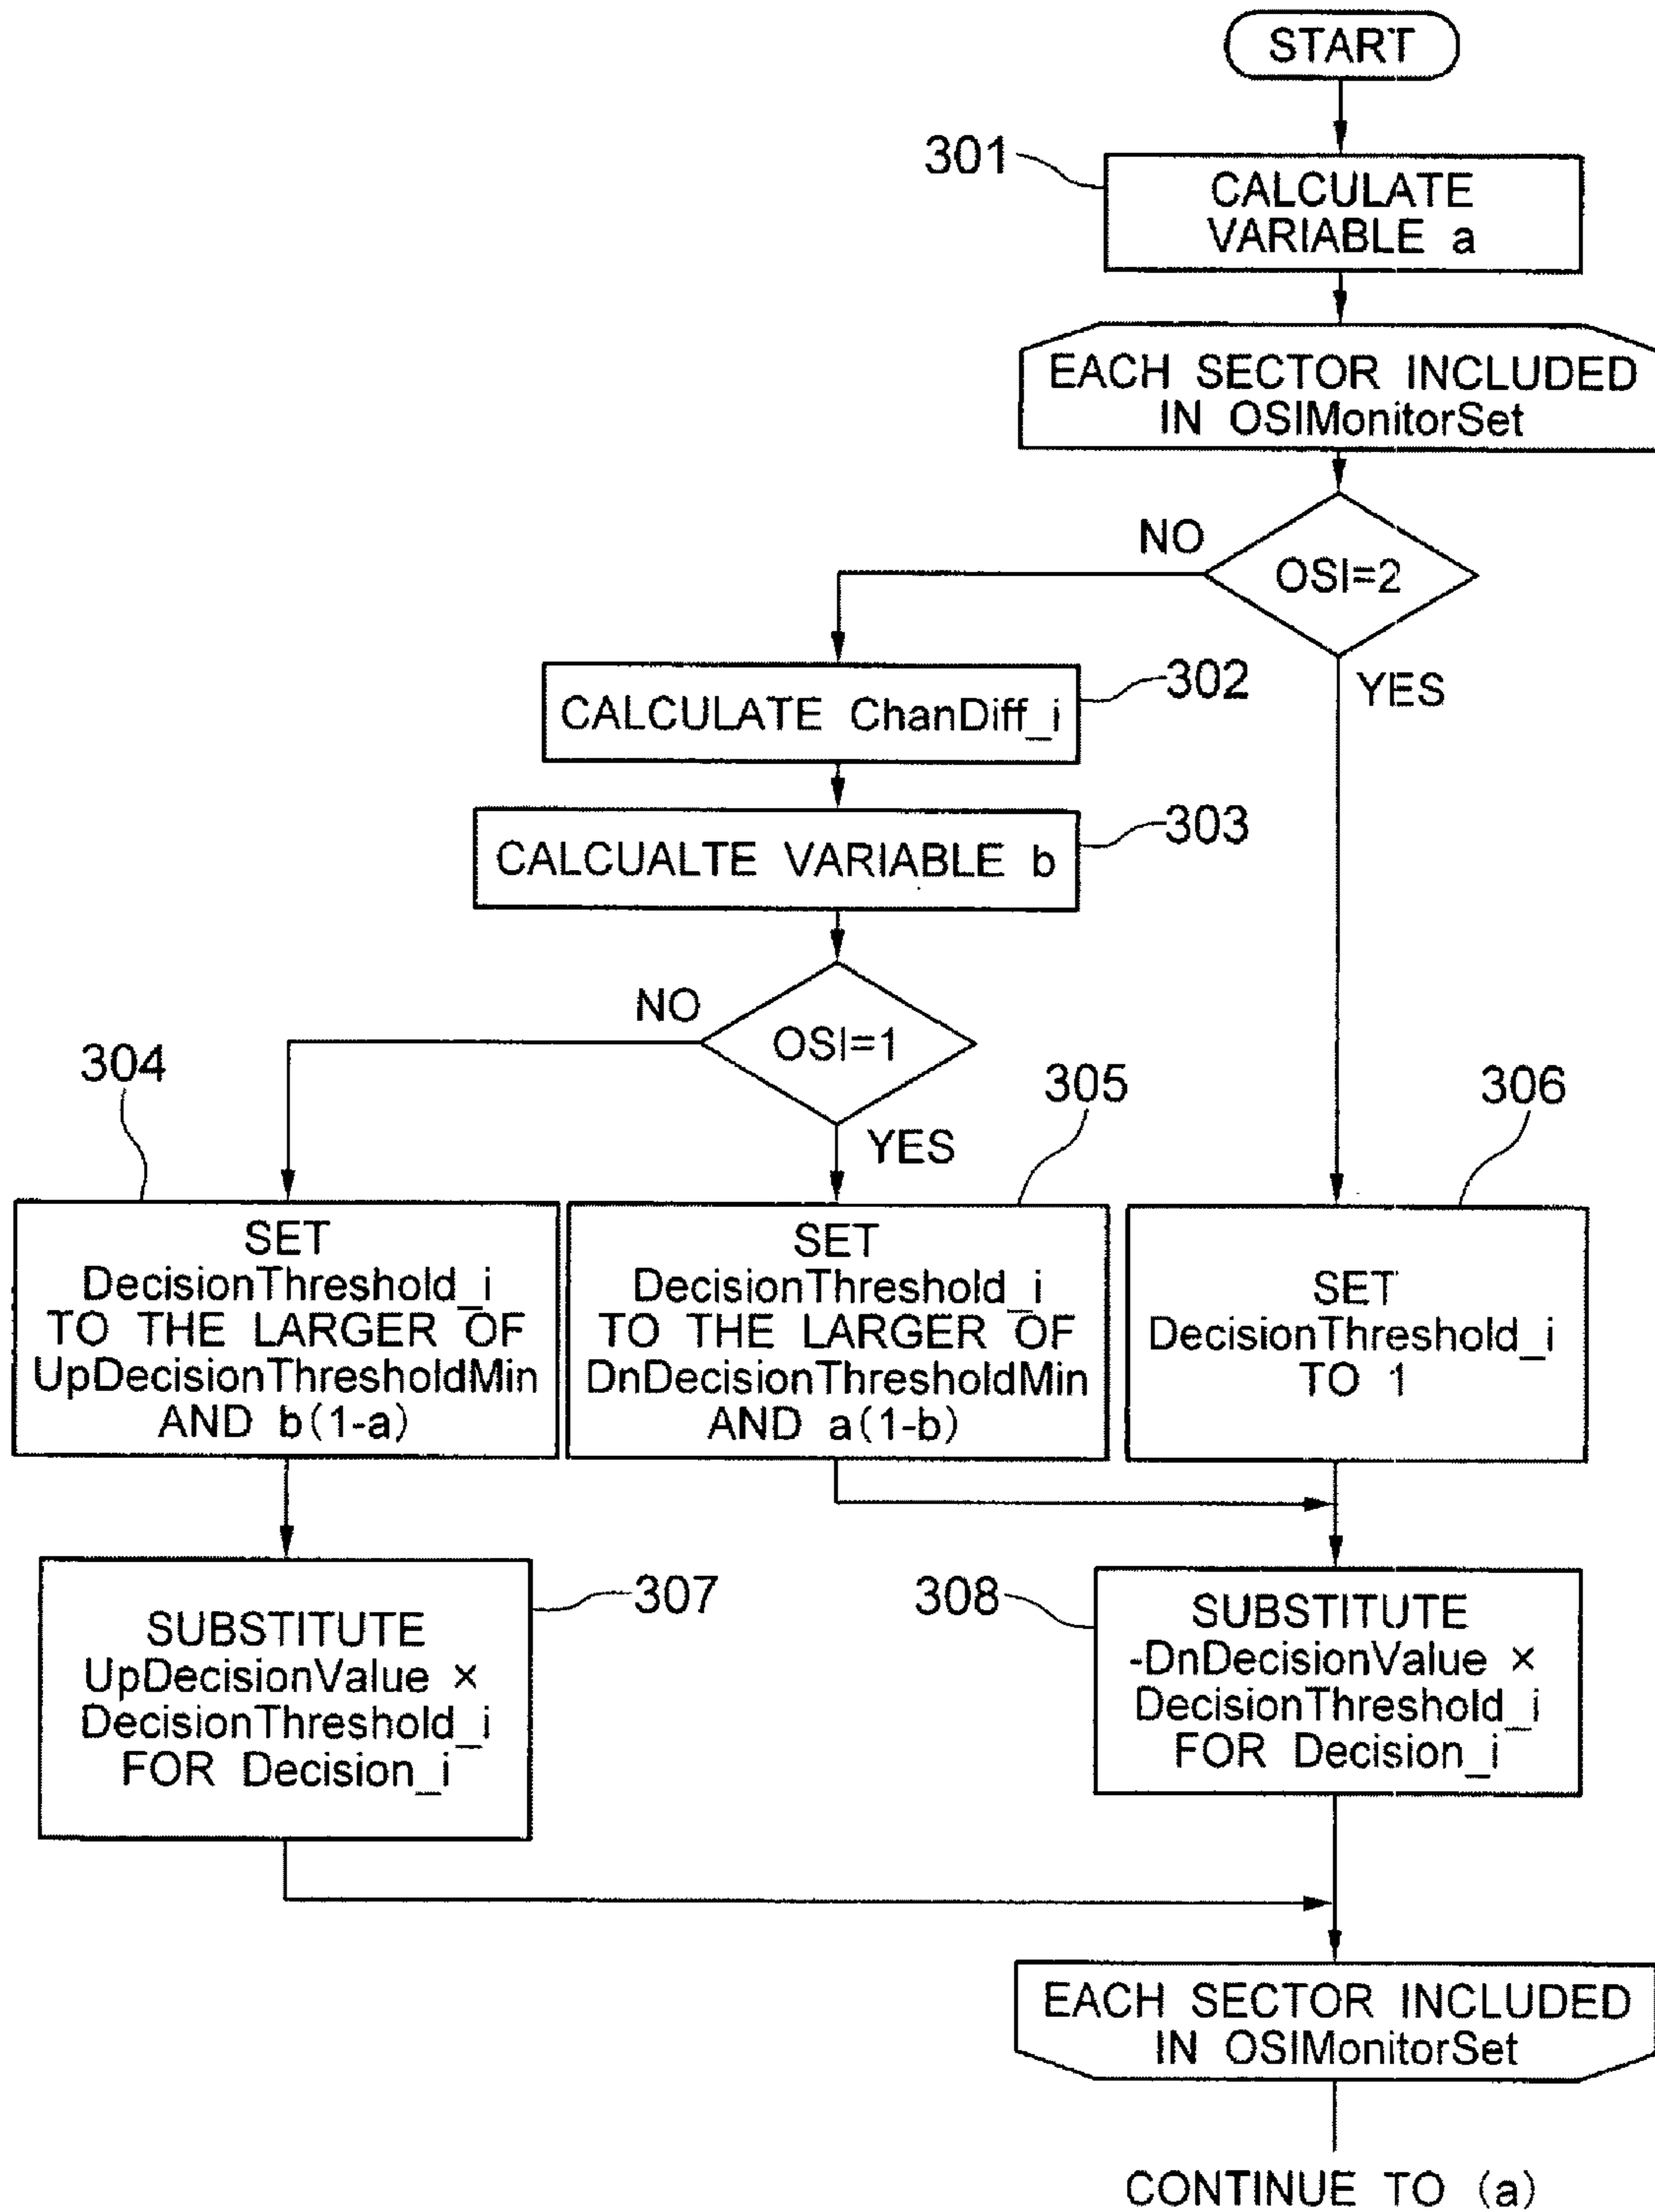 START
301
CALCULATE
VARIABLE a
EACH SECTOR INCLUDED
IN OSIMonitorSet
NO
OSI=2
YES
302
CALCULATE ChanDiff_i
303
CALCUALTE VARIABLE b
NO
OSI=1
YES
304
305
306
SET
DecisionThreshold_i
TO THE LARGER OF
UpDecisionThresholdMin
AND b(1-a)
SET
DecisionThreshold_i
TO THE LARGER OF
DnDecisionThresholdMin
AND a(1-b)
SET
DecisionThreshold_i
TO 1
307
SUBSTITUTE
UpDecisionValue ×
DecisionThreshold_i
FOR Decision_i
308
SUBSTITUTE
-DnDecisionValue ×
DecisionThreshold_i
FOR Decision_i
EACH SECTOR INCLUDED
IN OSIMonitorSet
CONTINUE TO (a)